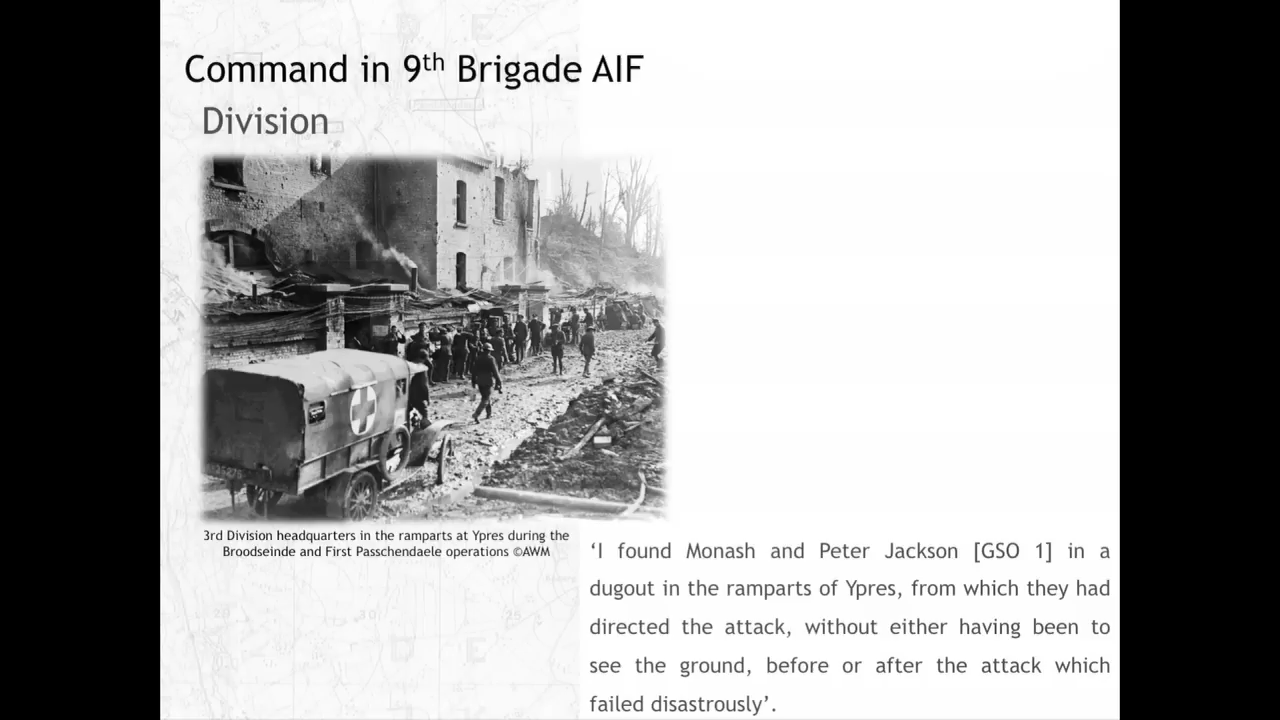 Command in 9th Brigade AIF
Division
3rd Division headquarters in the ramparts at Ypres during the
Broodseinde and First Passchendaele operations ©AWM
‘I found Monash and Peter Jackson [GSO 1] in a
dugout in the ramparts of Ypres, from which they had
directed the attack, without either having been to
see the ground, before or after the attack which
failed disastrously’.